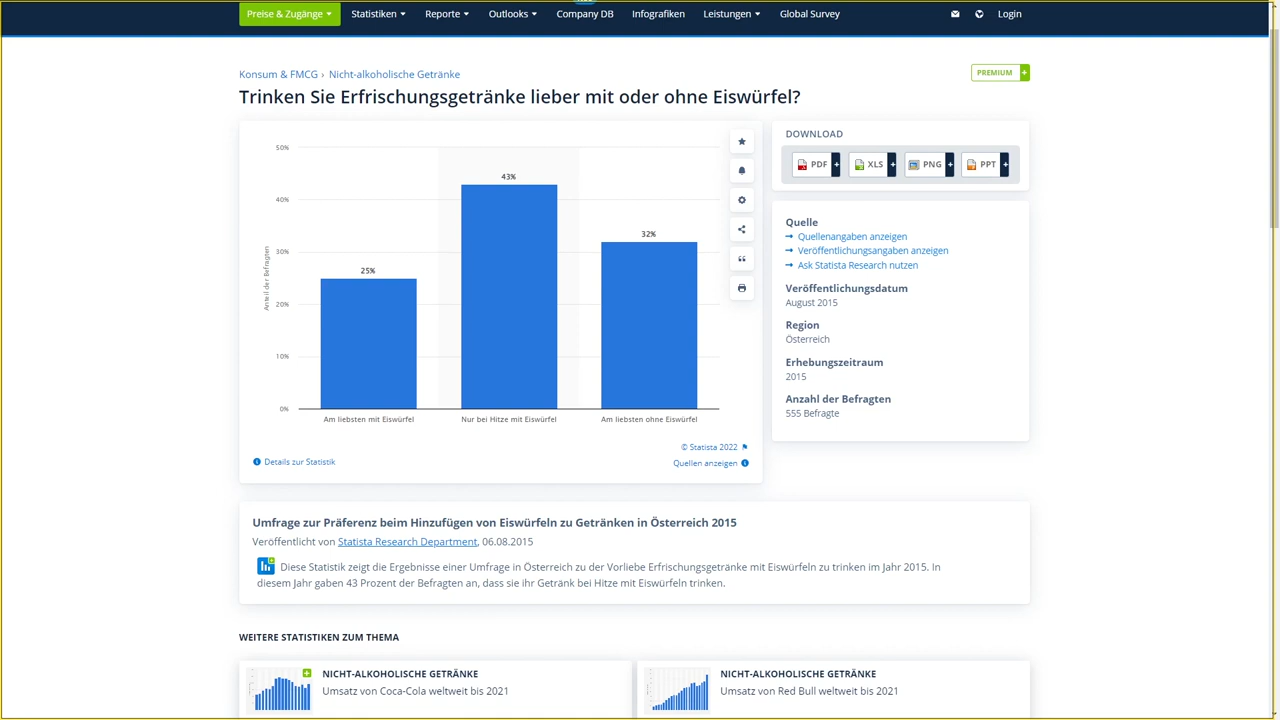 Preise & Zugänge Statistiken Reporte Outlooks Company DB Infografiken Leistungen Global Survey Login
Konsum & FMCG › Nicht-alkoholische Getränke
PREMIUM +
Trinken Sie Erfrischungsgetränke lieber mit oder ohne Eiswürfel?
50%
40%
30%
20%
10%
0%
Anteil der Befragten
25%
43%
32%
Am liebsten mit Eiswürfel
Nur bei Hitze mit Eiswürfel
Am liebsten ohne Eiswürfel
© Statista 2022
Details zur Statistik
Quellen anzeigen
DOWNLOAD
PDF + XLS + PNG + PPT +
Quelle
→ Quellenangaben anzeigen
→ Veröffentlichungsangaben anzeigen
→ Ask Statista Research nutzen
Veröffentlichungsdatum
August 2015
Region
Österreich
Erhebungszeitraum
2015
Anzahl der Befragten
555 Befragte
Umfrage zur Präferenz beim Hinzufügen von Eiswürfeln zu Getränken in Österreich 2015
Veröffentlicht von Statista Research Department, 06.08.2015
Diese Statistik zeigt die Ergebnisse einer Umfrage in Österreich zu der Vorliebe Erfrischungsgetränke mit Eiswürfeln zu trinken im Jahr 2015. In
diesem Jahr gaben 43 Prozent der Befragten an, dass sie ihr Getränk bei Hitze mit Eiswürfeln trinken.
WEITERE STATISTIKEN ZUM THEMA
NICHT-ALKOHOLISCHE GETRÄNKE
Umsatz von Coca-Cola weltweit bis 2021
NICHT-ALKOHOLISCHE GETRÄNKE
Umsatz von Red Bull weltweit bis 2021